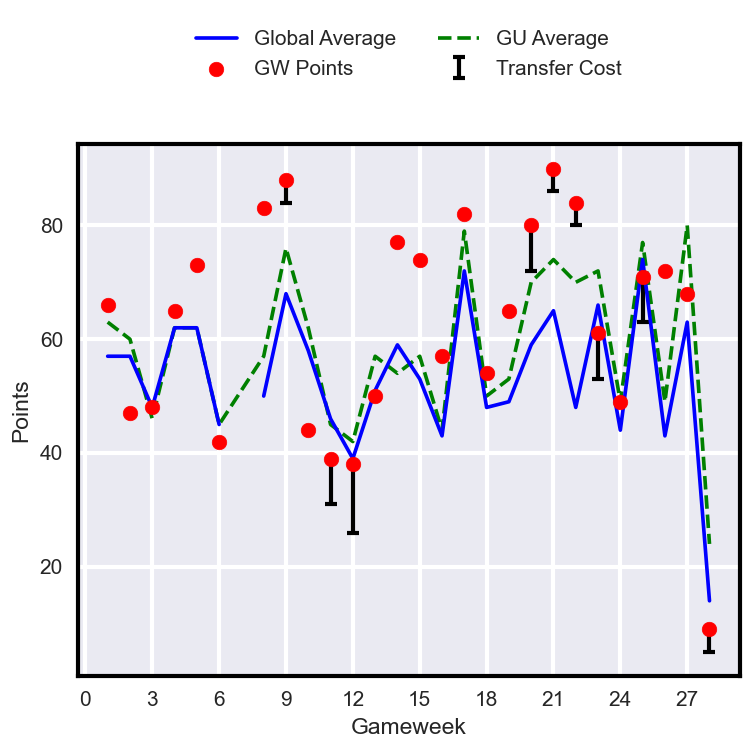 Global Average GU Average
GW Points Transfer Cost
80
60
40
20
Points
0 3 6 9 12 15 18 21 24 27
Gameweek